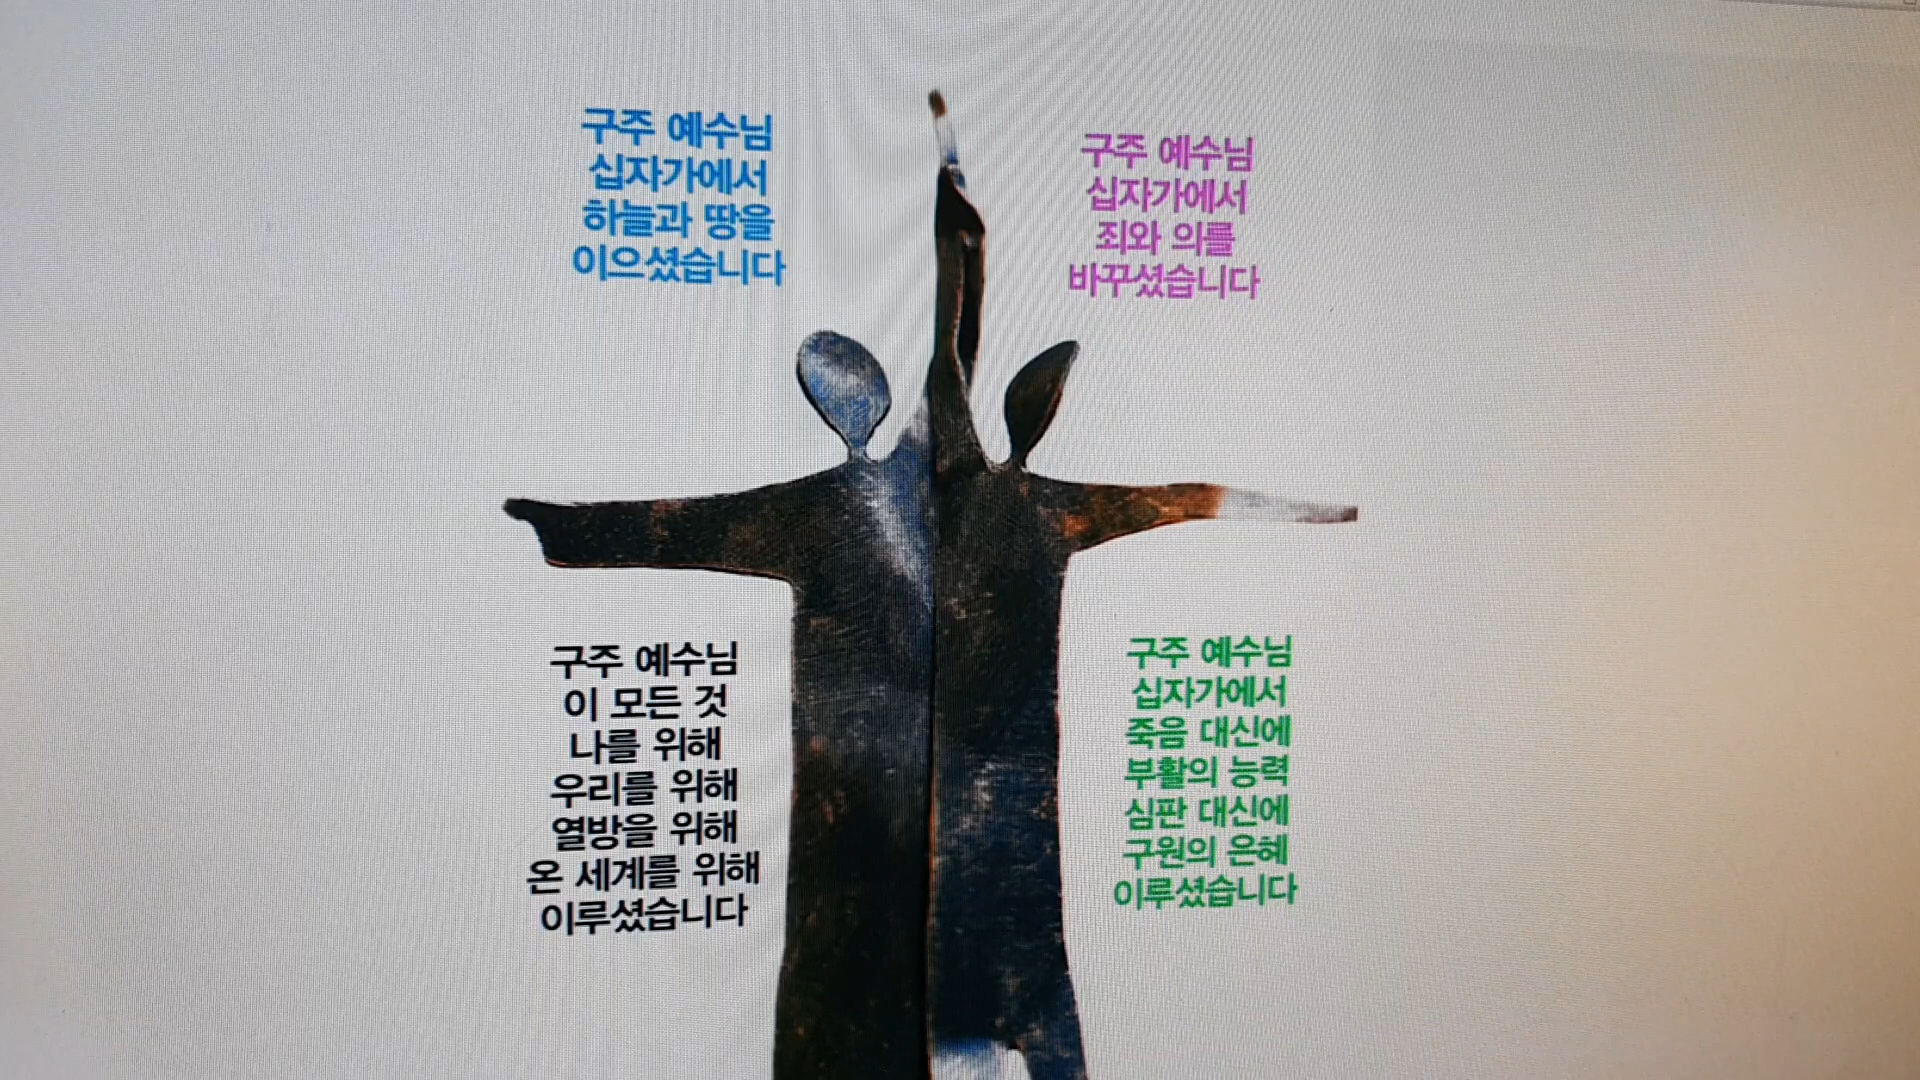 구주 예수님
십자가에서
하늘과 땅을
이으셨습니다
구주 예수님
십자가에서
죄와 의를
바꾸셨습니다
구주 예수님
이 모든 것
나를 위해
우리를 위해
열방을 위해
온 세계를 위해
이루셨습니다
구주 예수님
십자가에서
죽음 대신에
부활의 능력
심판 대신에
구원의 은혜
이루셨습니다